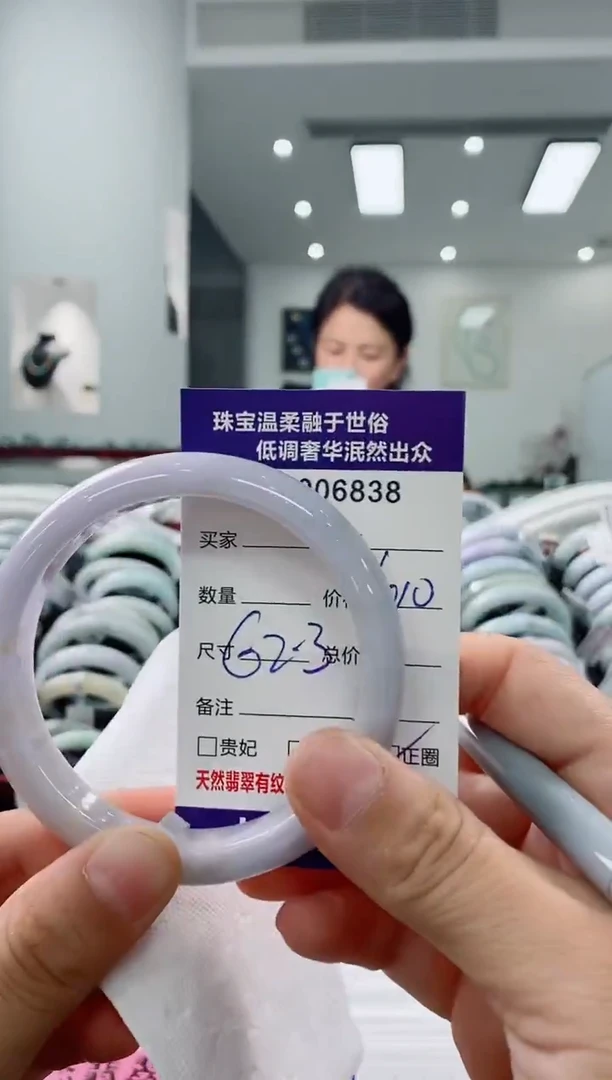 珠宝温柔融于世俗
低调奢华泯然出众
06838
买家
数量 价 10
尺寸 62.3 总价
备注
贵妃 正圈
天然翡翠有纹